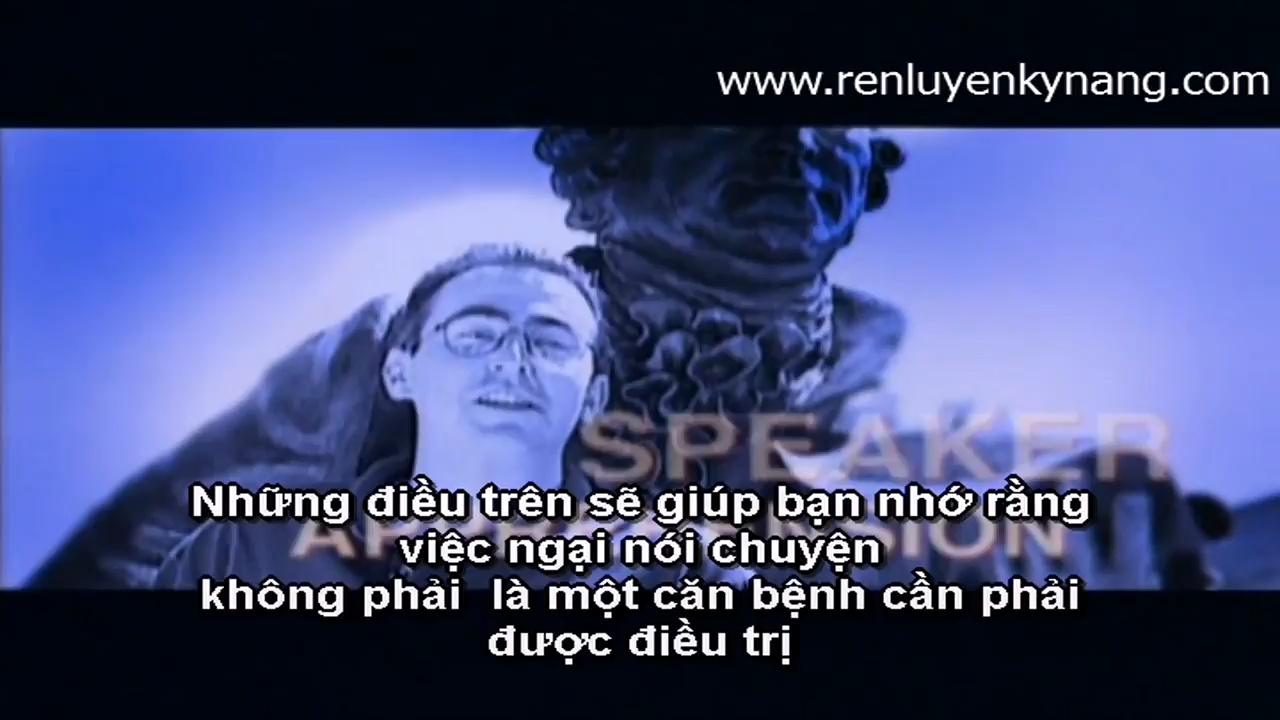 www.renluyenkynang.com
SPEAKER
Những điều trên sẽ giúp bạn nhớ rằng
việc ngại nói chuyện
không phải là một căn bệnh cần phải
được điều trị